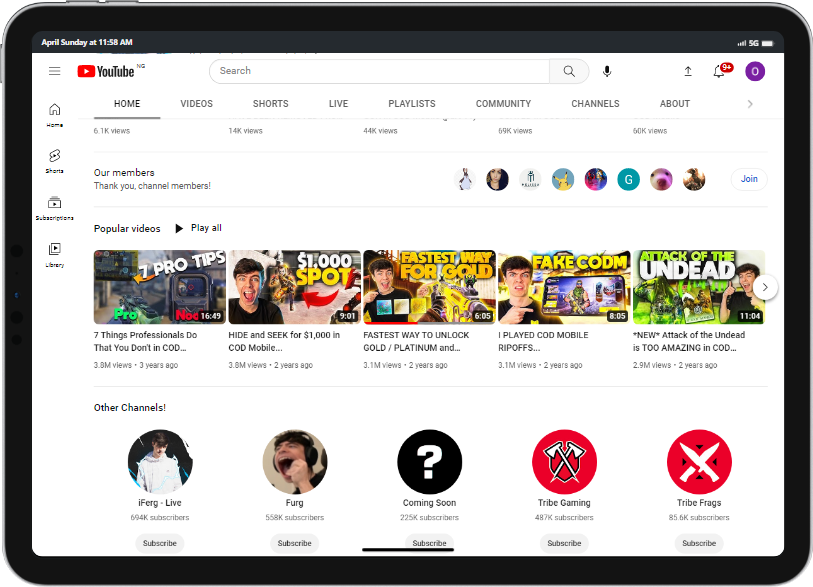 April Sunday at 11:58 AM
5G
YouTube NG
Search
9+
O
HOME VIDEOS SHORTS LIVE PLAYLISTS COMMUNITY CHANNELS ABOUT
Home
Shorts
Subscriptions
Library
6.1K views 14K views 44K views 69K views 60K views
Our members
Thank you, channel members!
G
Join
Popular videos Play all
7 PRO TIPS
Pro
16:49
$1,000
SPOT
9:01
FASTEST WAY
FOR GOLD
6:05
FAKE CODM
8:05
ATTACK OF THE
UNDEAD
11:04
7 Things Professionals Do
That You Don't in COD...
3.8M views • 3 years ago
HIDE and SEEK for $1,000 in
COD Mobile...
3.8M views • 2 years ago
FASTEST WAY TO UNLOCK
GOLD / PLATINUM and...
3.1M views • 2 years ago
I PLAYED COD MOBILE
RIPOFFS...
3.1M views • 2 years ago
*NEW* Attack of the Undead
is TOO AMAZING in COD...
2.9M views • 2 years ago
Other Channels!
?
iFerg - Live Furg Coming Soon Tribe Gaming Tribe Frags
694K subscribers 558K subscribers 225K subscribers 487K subscribers 85.6K subscribers
Subscribe Subscribe Subscribe Subscribe Subscribe